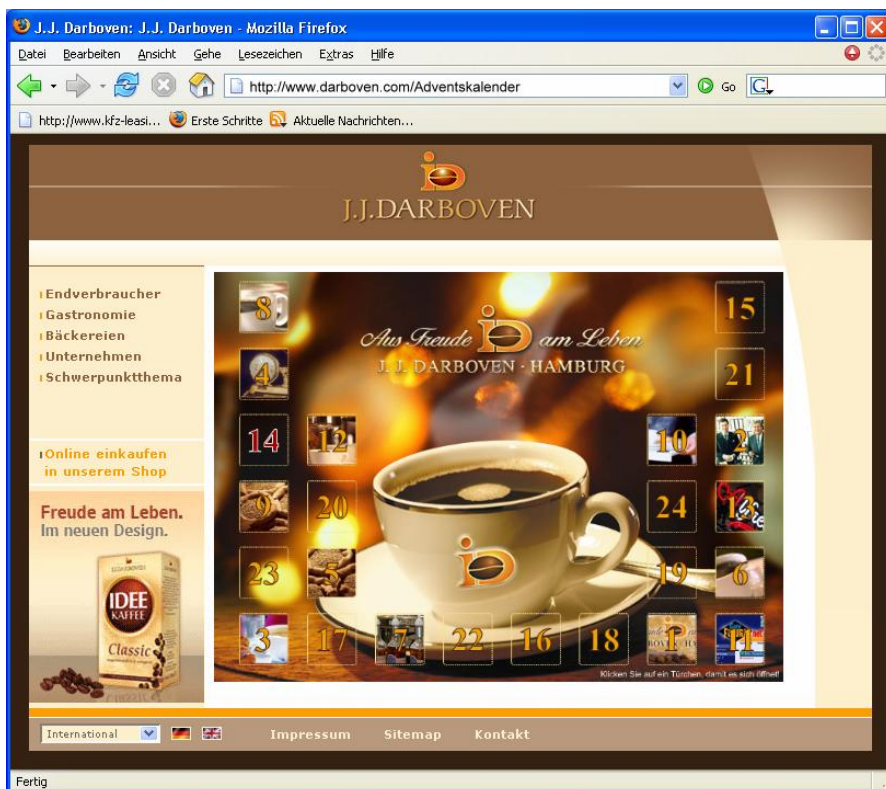 J.J. Darboven: J.J. Darboven - Mozilla Firefox
Datei Bearbeiten Ansicht Gehe Lesezeichen Extras Hilfe
http://www.darboven.com/Adventskalender Go G
http://www.kfz-leasi... Erste Schritte Aktuelle Nachrichten...
J.J.DARBOVEN
Endverbraucher
Gastronomie
Bäckereien
Unternehmen
Schwerpunktthema
Online einkaufen
in unserem Shop
Freude am Leben.
Im neuen Design.
J.J.DARBOVEN
IDEE
KAFFEE
Classic
8 15
Aus Freude am Leben
J. J. DARBOVEN · HAMBURG
4 21
14 12 10 2
9 20 24 13
23 5 19 6
3 17 7 22 16 18 1 11
Klicken Sie auf ein Türchen, damit es sich öffnet!
International Impressum Sitemap Kontakt
Fertig